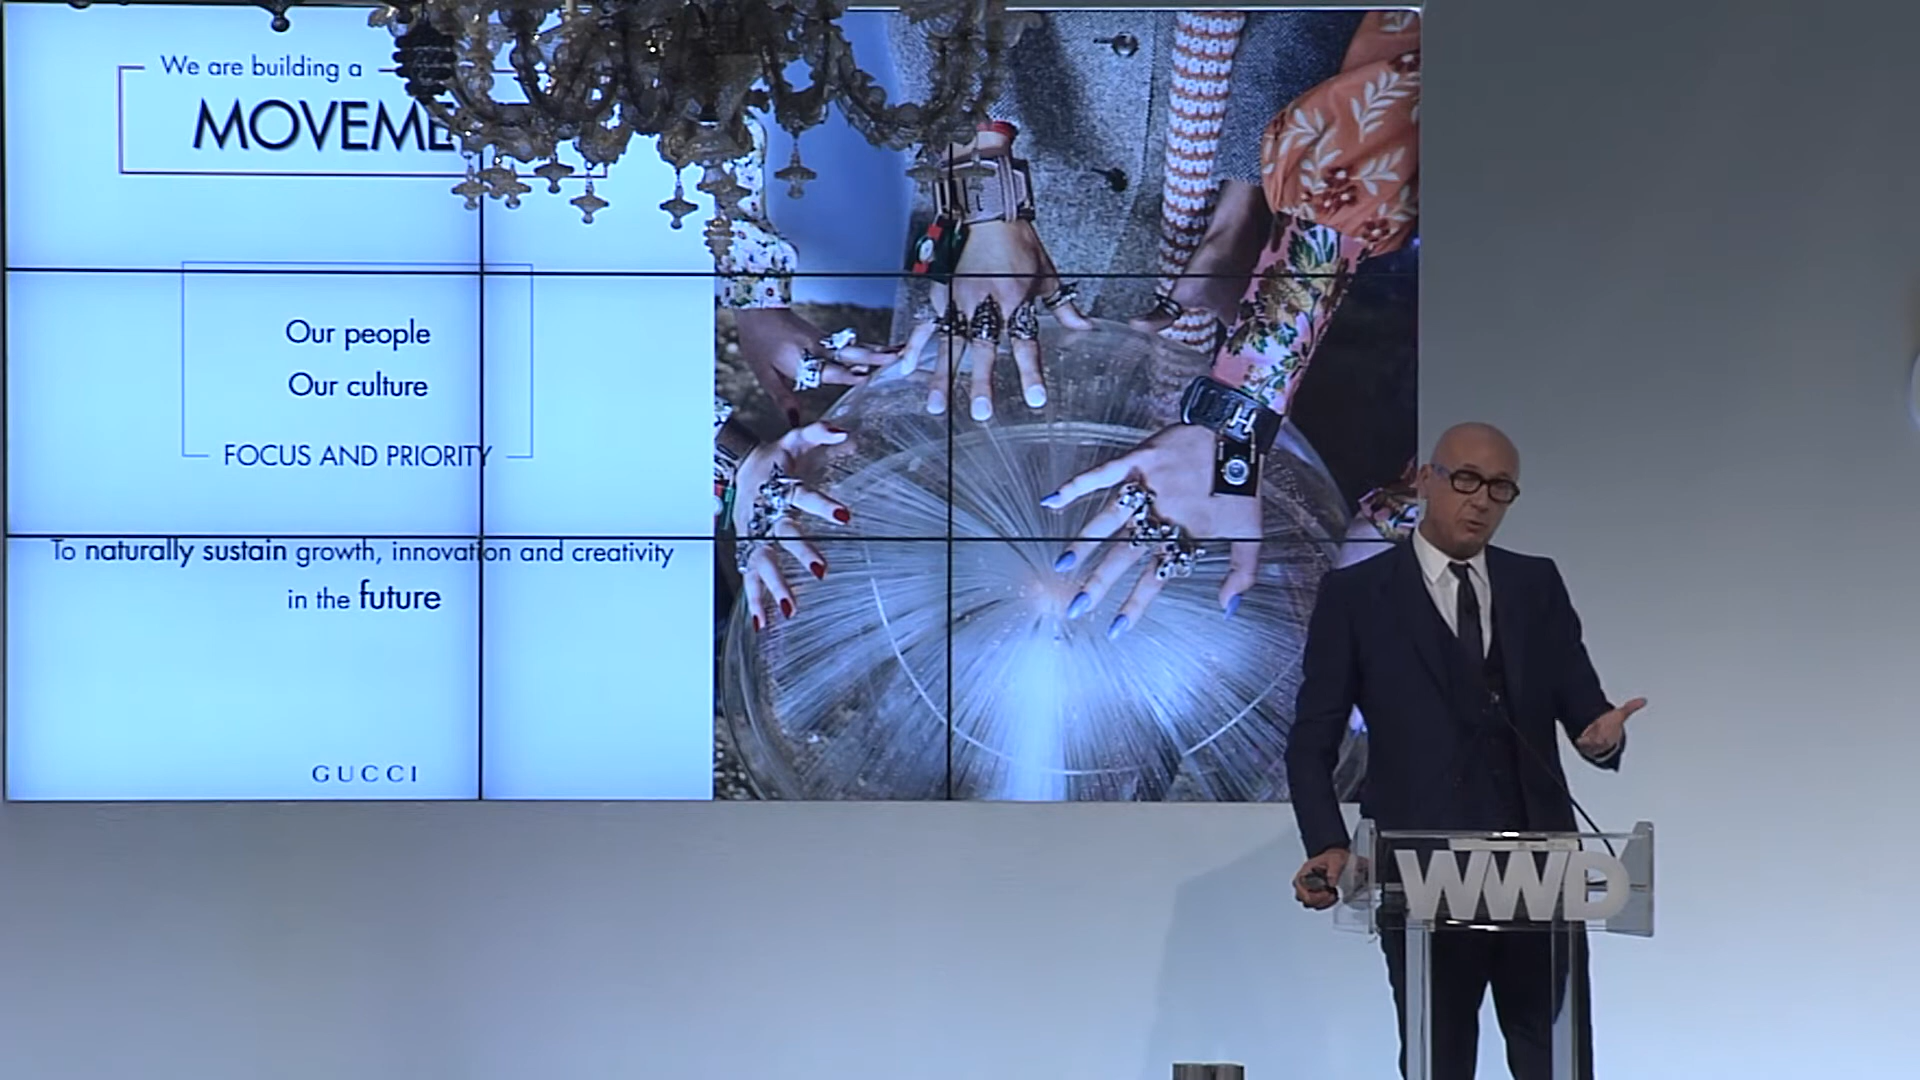 We are building a
MOVEME
Our people
Our culture
FOCUS AND PRIORITY
To naturally sustain growth, innovation and creativity
in the future
GUCCI
WWD